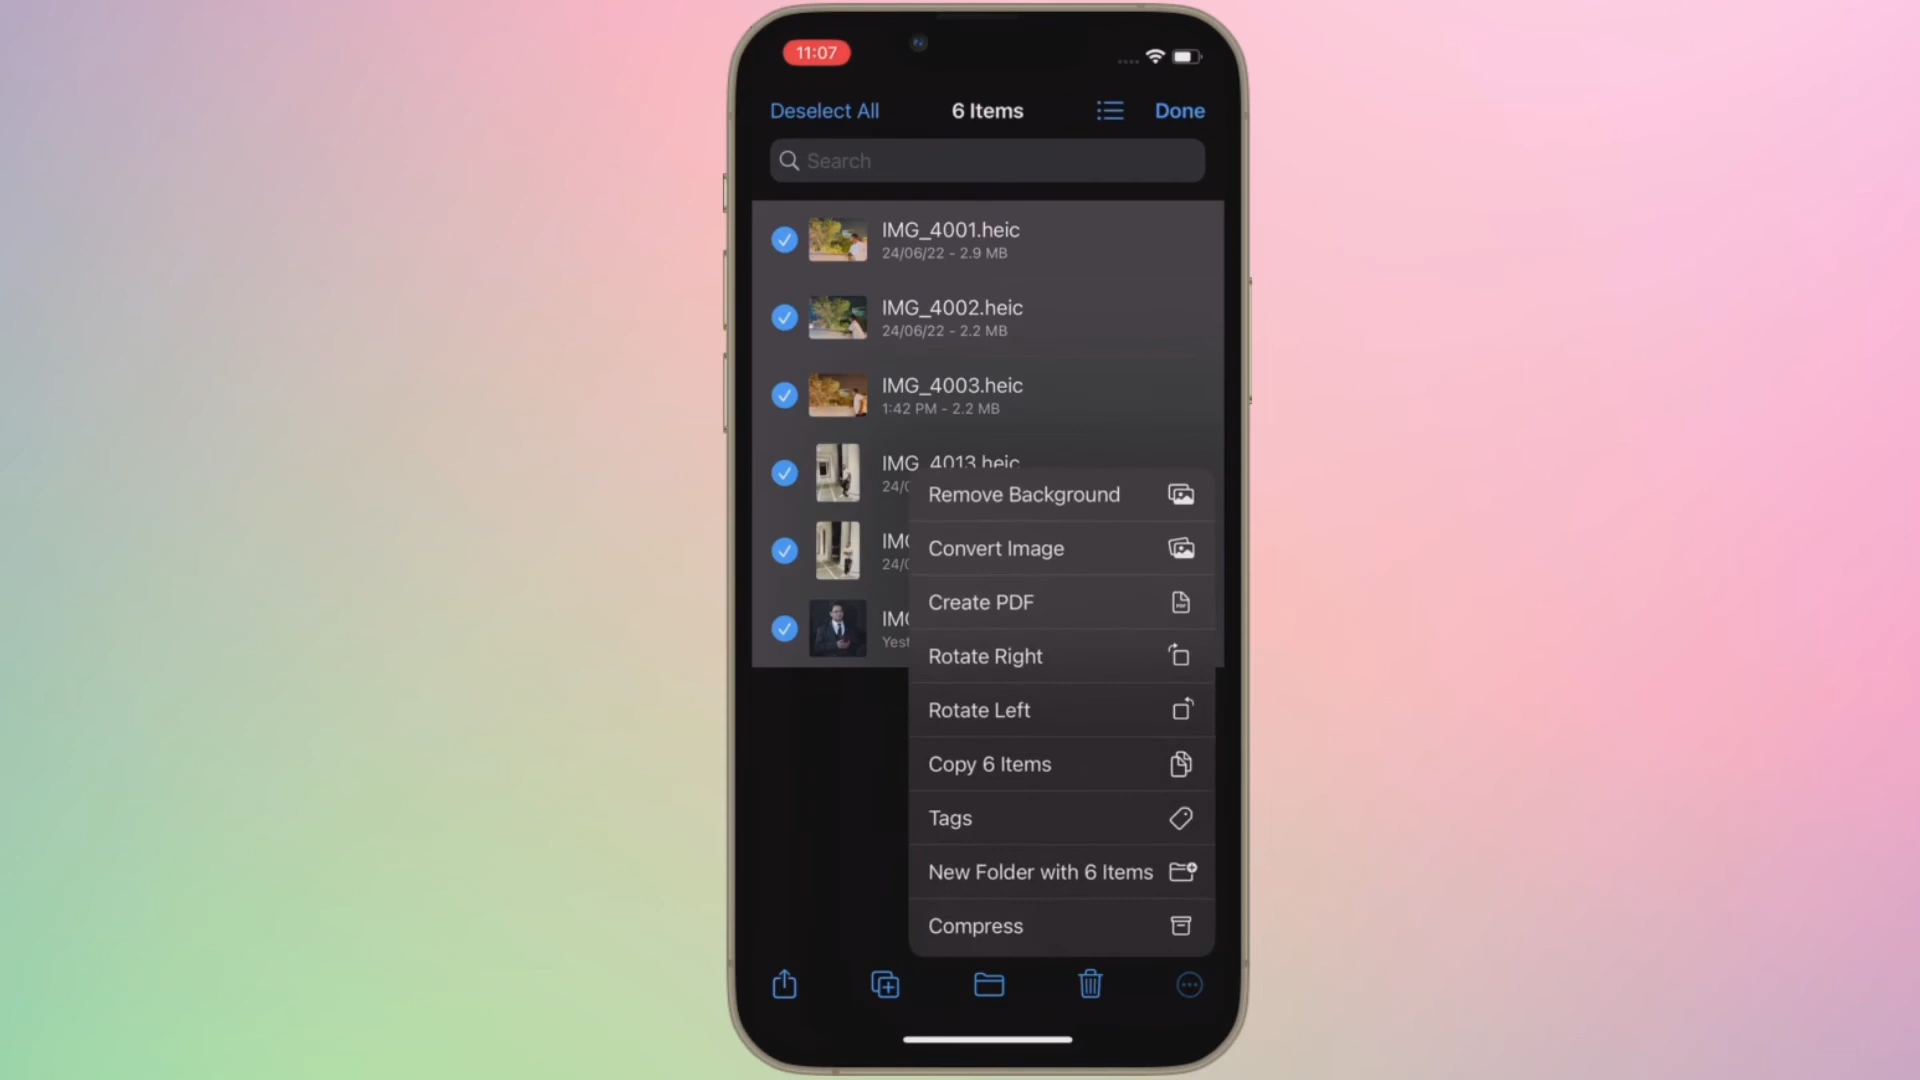 11:07
Deselect All
6 Items
Done
Search
IMG_4001.heic
24/06/22 - 2.9 MB
IMG_4002.heic
24/06/22 - 2.2 MB
IMG_4003.heic
1:42 PM - 2.2 MB
IMG_4013.heic
Remove Background
Convert Image
Create PDF
Rotate Right
Rotate Left
Copy 6 Items
Tags
New Folder with 6 Items
Compress